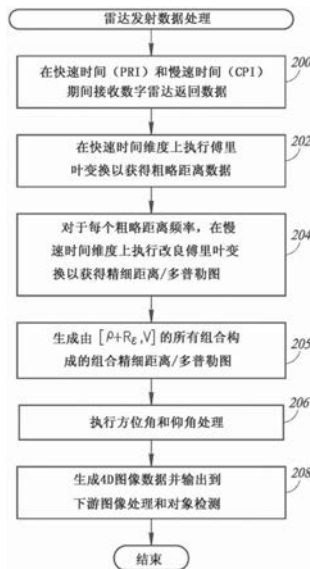 雷达发射数据处理
200
在快速时间（PRI）和慢速时间（CPI）
期间接收数字雷达返回数据
202
在快速时间维度上执行傅里
叶变换以获得粗略距离数据
204
对于每个粗略距离频率，在慢
速时间维度上执行改良傅里叶变
换以获得精细距离/多普勒图
205
生成由[ρ+Rε,V]的所有组合构
成的组合精细距离/多普勒图
206
执行方位角和仰角处理
208
生成4D图像数据并输出到
下游图像处理和对象检测
结束